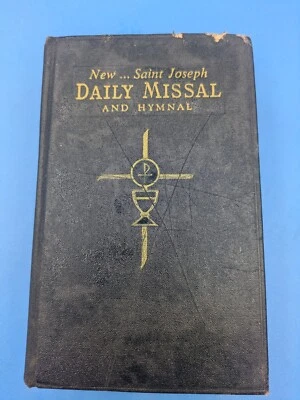 New ... Saint Joseph
DAILY MISSAL
AND HYMNAL